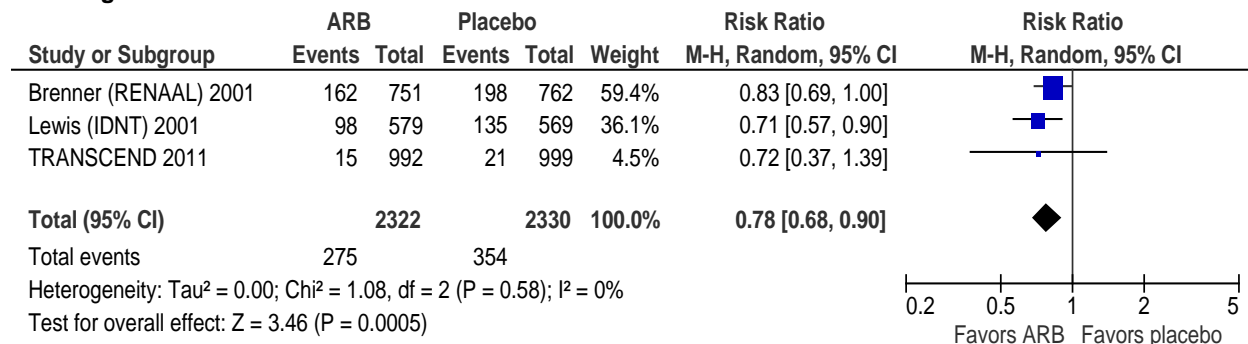 ARB Placebo Risk Ratio Risk Ratio
Study or Subgroup Events Total Events Total Weight M-H, Random, 95% CI M-H, Random, 95% CI
Brenner (RENAAL) 2001 162 751 198 762 59.4% 0.83 [0.69, 1.00]
Lewis (IDNT) 2001 98 579 135 569 36.1% 0.71 [0.57, 0.90]
TRANSCEND 2011 15 992 21 999 4.5% 0.72 [0.37, 1.39]
Total (95% CI) 2322 2330 100.0% 0.78 [0.68, 0.90]
Total events 275 354
Heterogeneity: Tau² = 0.00; Chi² = 1.08, df = 2 (P = 0.58); I² = 0%
Test for overall effect: Z = 3.46 (P = 0.0005)
0.2 0.5 1 2 5
Favors ARB Favors placebo